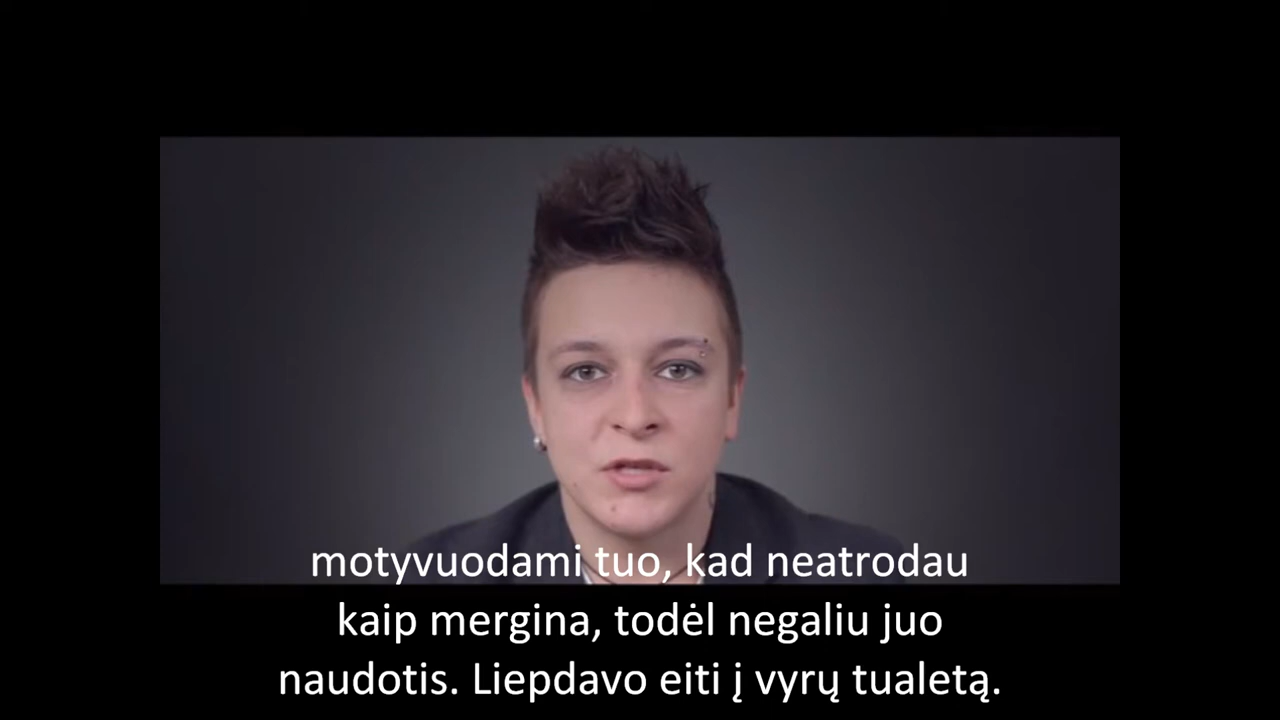 motyvuodami tuo, kad neatrodau
kaip mergina, todėl negaliu juo
naudotis. Liepdavo eiti į vyrų tualetą.